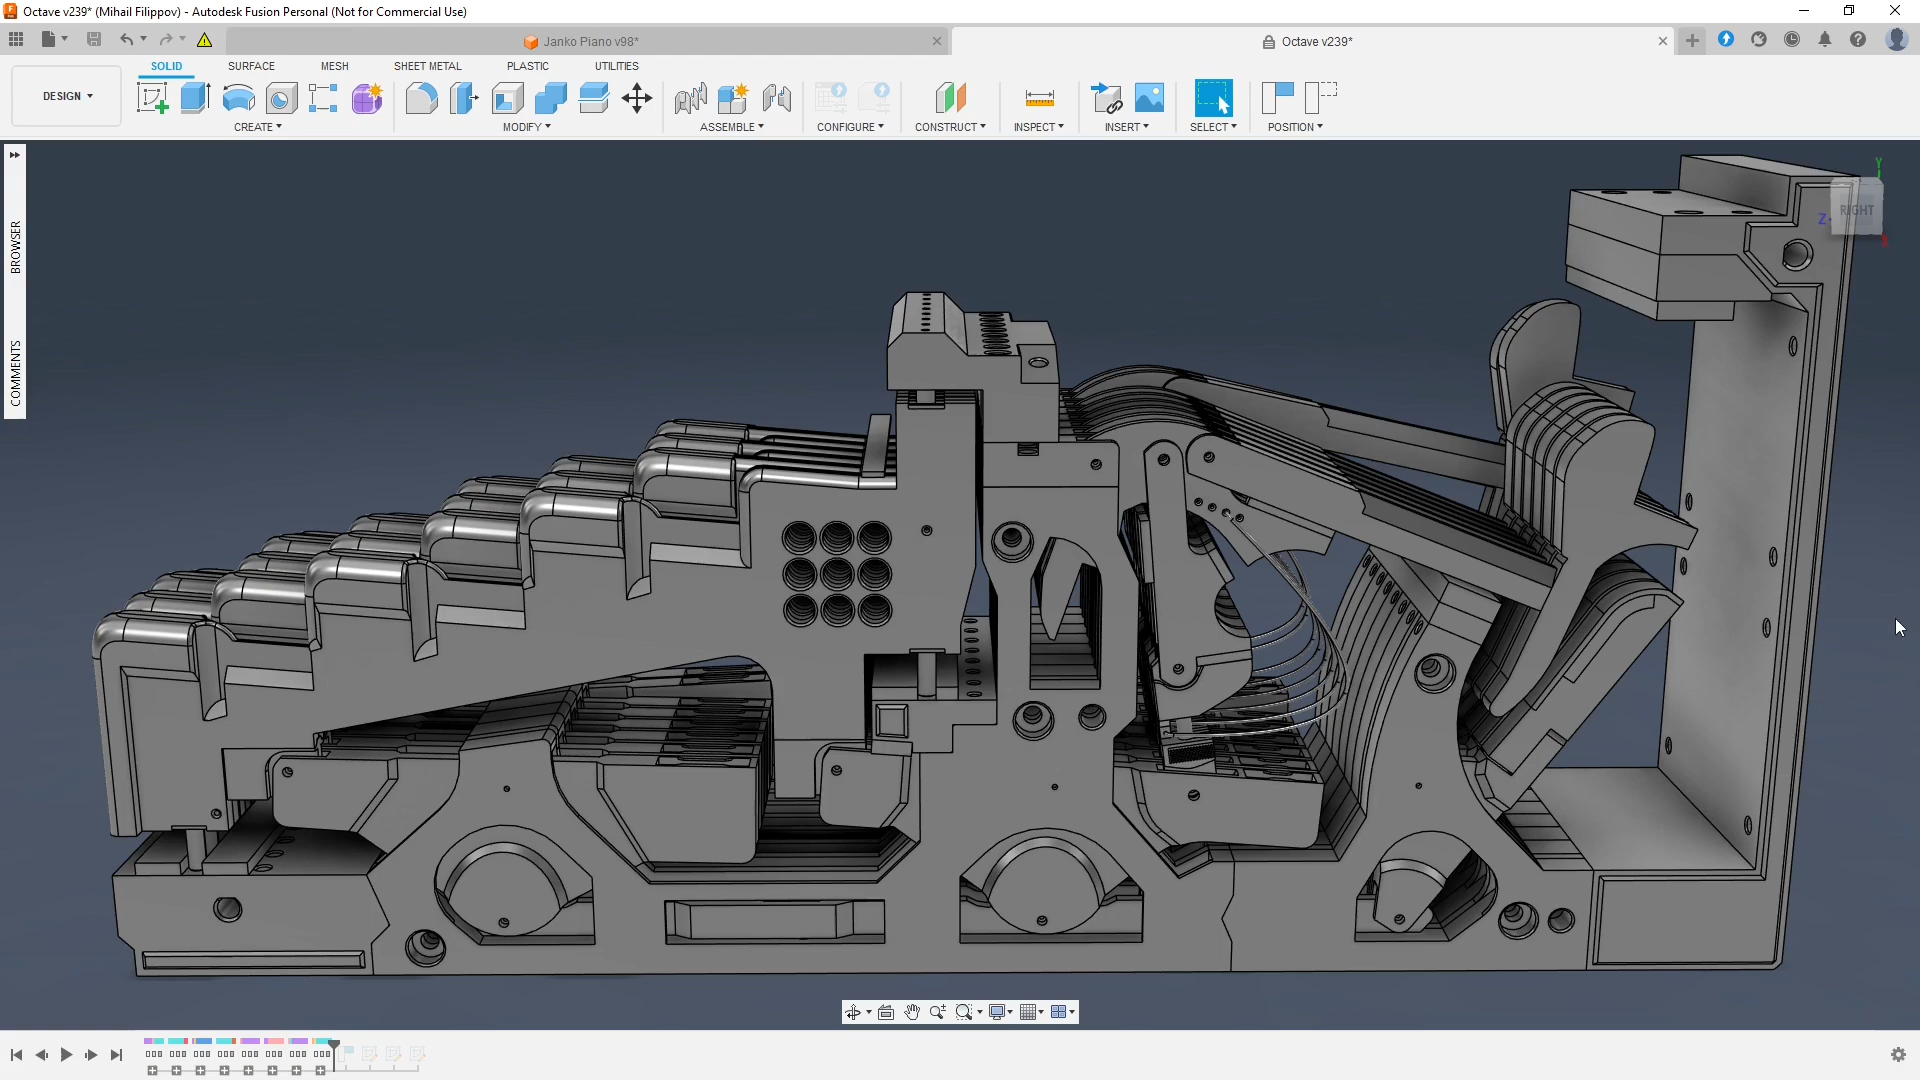 Octave v239* (Mihail Filippov) - Autodesk Fusion Personal (Not for Commercial Use)
Janko Piano v98*
Octave v239*
DESIGN
SOLID
SURFACE
MESH
SHEET METAL
PLASTIC
UTILITIES
CREATE
MODIFY
ASSEMBLE
CONFIGURE
CONSTRUCT
INSPECT
INSERT
SELECT
POSITION
BROWSER
COMMENTS
Y
RIGHT
Z
X